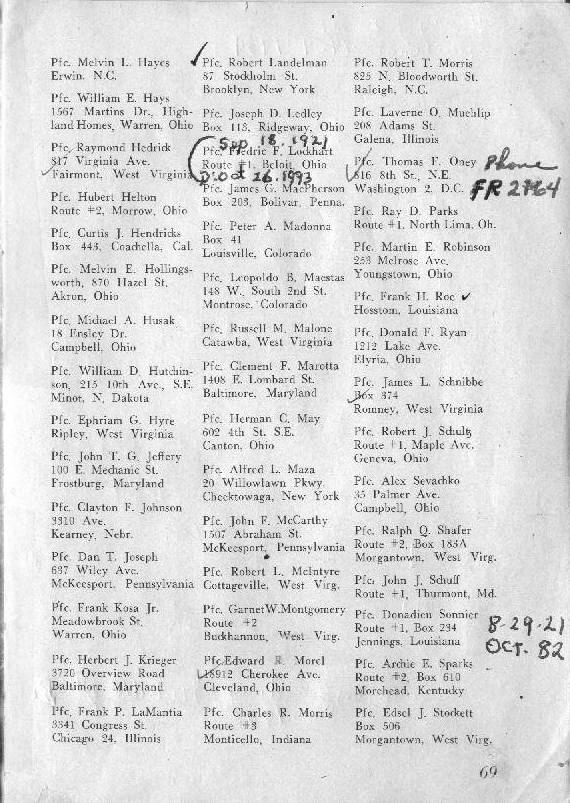 Pfc. Melvin L. Hayes
Erwin. N.C.
Pfc. William E. Hays
1567 Martins Dr., High-
land Homes, Warren, Ohio
Pfc. Raymond Hedrick
817 Virginia Ave.
Fairmont, West Virginia
Pfc. Hubert Helton
Route #2, Morrow, Ohio
Pfc. Curtis J. Hendricks
Box 443, Coachella, Cal.
Pfc. Melvin E. Hollings-
worth, 870 Hazel St.
Akron, Ohio
Pfc. Michael A. Husak
18 Ensley Dr.
Campbell, Ohio
Pfc. William D. Hutchin-
son, 215 10th Ave., S.E.
Minot, N. Dakota
Pfc. Ephriam G. Hyre
Ripley, West Virginia
Pfc. John T. G. Jeffery
100 E. Mechanic St.
Frostburg, Maryland
Pfc. Clayton F. Johnson
3310 Ave.
Kearney, Nebr.
Pfc. Dan T. Joseph
637 Wiley Ave.
McKeesport, Pennsylvania
Pfc. Frank Kosa Jr.
Meadowbrook St.
Warren, Ohio
Pfc. Herbert J. Krieger
3720 Overview Road
Baltimore, Maryland
Pfc. Frank P. LaMantia
3341 Congress St.
Chicago 24, Illinois
Pfc. Robert Landelman
87 Stockholm St.
Brooklyn, New York
Pfc. Joseph D. Ledley
Box 113, Ridgeway, Ohio
Sep. 18. 1921
Pfc. Fredric F. Lockhart
Route #1, Beloit, Ohio
Died Oct 26. 1993
Pfc. James G. MacPherson
Box 203, Bolivar, Penna.
Pfc. Peter A. Madonna
Box 41
Louisville, Colorado
Pfc. Leopoldo B. Maestas
148 W. South 2nd St.
Montrose, Colorado
Pfc. Russell M. Malone
Catawba, West Virginia
Pfc. Clement F. Marotta
1408 E. Lombard St.
Baltimore, Maryland
Pfc. Herman C. May
602 4th St. S.E.
Canton, Ohio
Pfc. Alfred L. Maza
20 Willowlawn Pkwy.
Cheektowaga, New York
Pfc. John F. McCarthy
1507 Abraham St.
McKeesport, Pennsylvania
Pfc. Robert L. McIntyre
Cottageville, West Virg.
Pfc. Garnet W. Montgomery
Route #2
Buckhannon, West Virg.
Pfc. Edward R. Morel
18912 Cherokee Ave.
Cleveland, Ohio
Pfc. Charles R. Morris
Route #3
Monticello, Indiana
Pfc. Robert T. Morris
825 N. Bloodworth St.
Raleigh, N.C.
Pfc. Laverne O. Muehlip
208 Adams St.
Galena, Illinois
Pfc. Thomas F. Oney Phone
816 8th St., N.E.
Washington 2, D.C. FR 2764
Pfc. Ray D. Parks
Route #1, North Lima, Oh.
Pfc. Martin E. Robinson
253 Melrose Ave.
Youngstown, Ohio
Pfc. Frank H. Roe
Hosstom, Louisiana
Pfc. Donald F. Ryan
1212 Lake Ave.
Elyria, Ohio
Pfc. James L. Schnibbe
Box 374
Romney, West Virginia
Pfc. Robert J. Schultz
Route #1, Maple Ave.
Geneva, Ohio
Pfc. Alex Sevachko
35 Palmer Ave.
Campbell, Ohio
Pfc. Ralph Q. Shafer
Route #2, Box 183A
Morgantown, West Virg.
Pfc. John J. Schuff
Route #1, Thurmont, Md.
Pfc. Donadieu Sonnier
Route #1, Box 234
Jennings, Louisiana
8-29-21
OCT. 82
Pfc. Archie E. Sparks
Route #2, Box 610
Morehead, Kentucky
Pfc. Edsel J. Stockett
Box 506
Morgantown, West Virg.
69